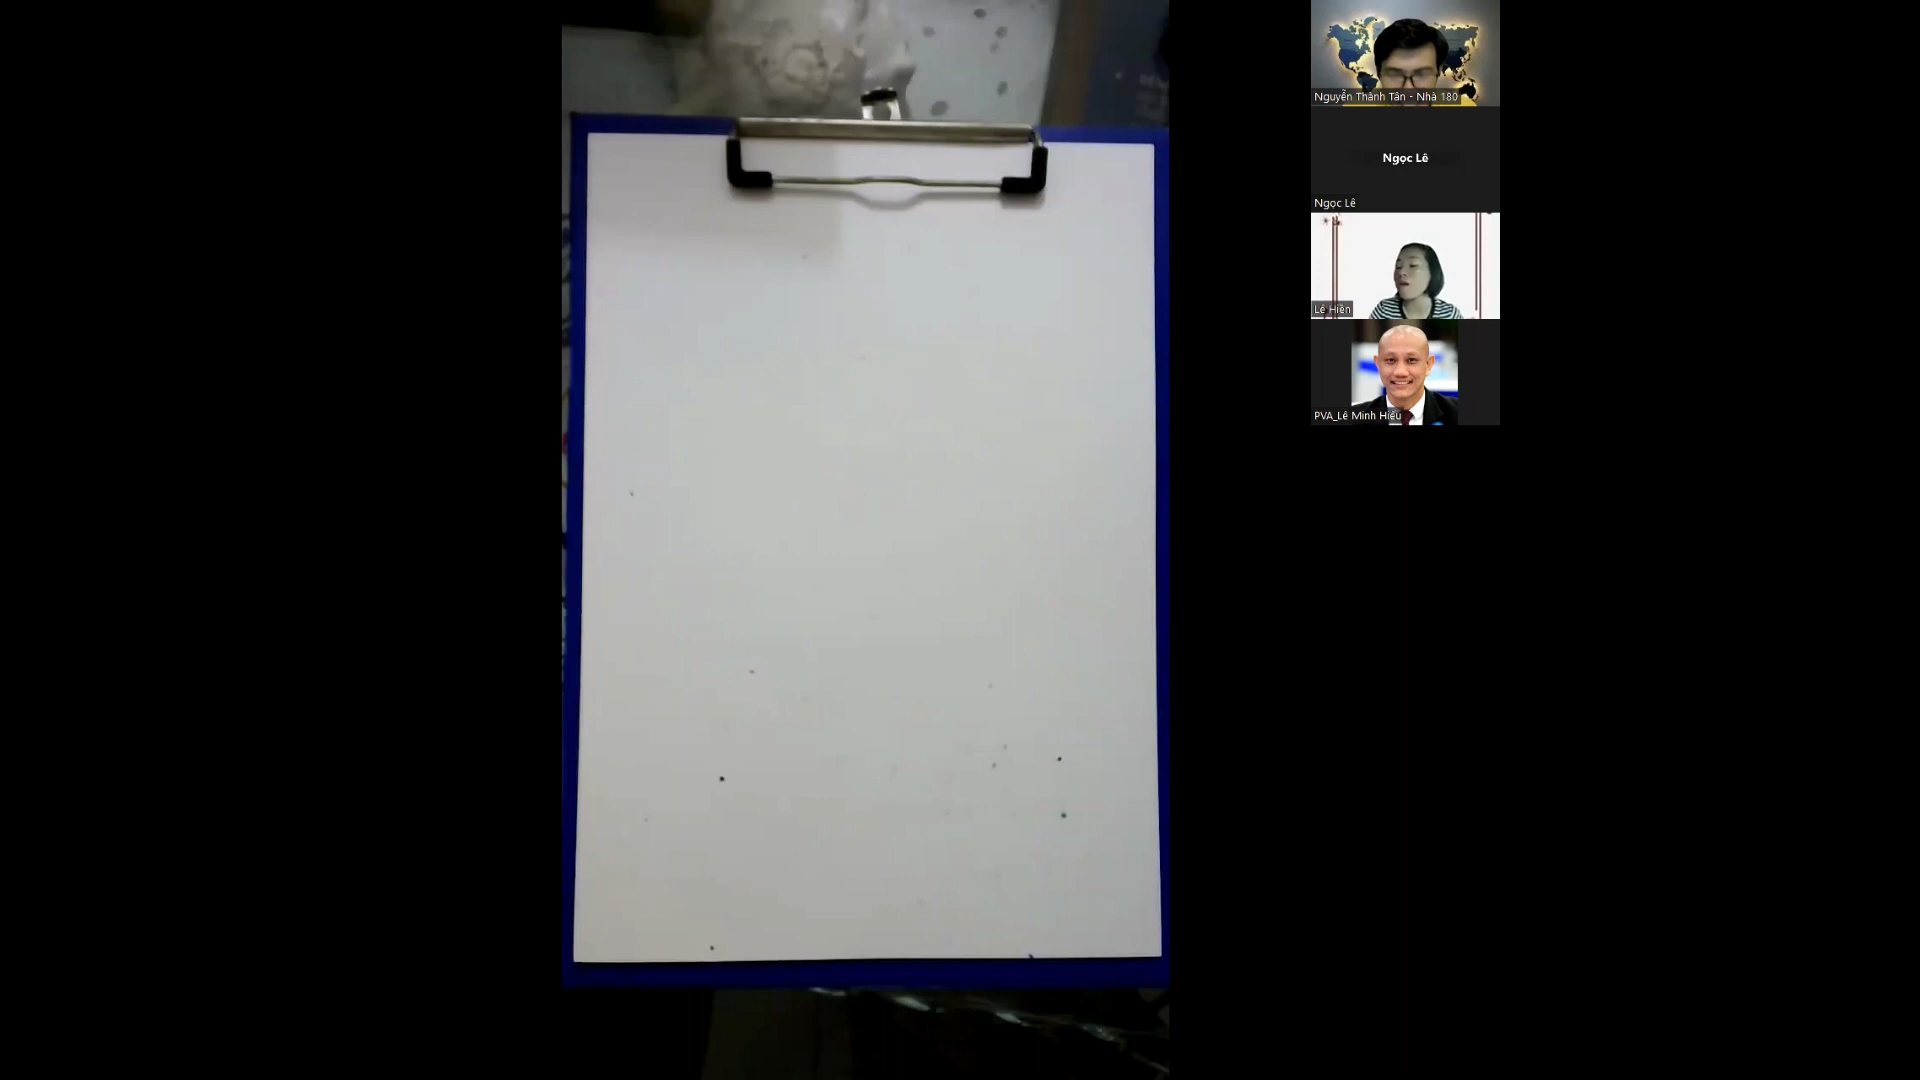 Nguyễn Thành Tân - Nhà 180
Ngọc Lê
Ngọc Lê
Lê Hiền
PVA_Lê Minh Hiếu